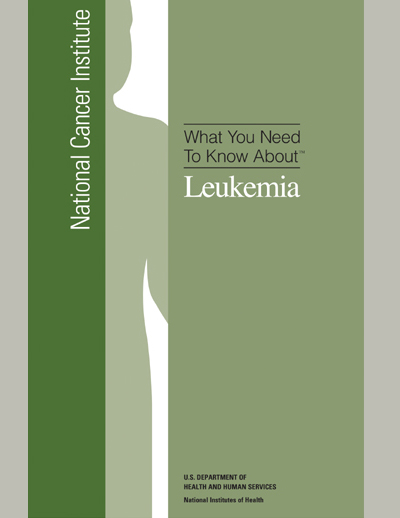 National Cancer Institute
What You Need
To Know About™
Leukemia
U.S. DEPARTMENT OF
HEALTH AND HUMAN SERVICES
National Institutes of Health